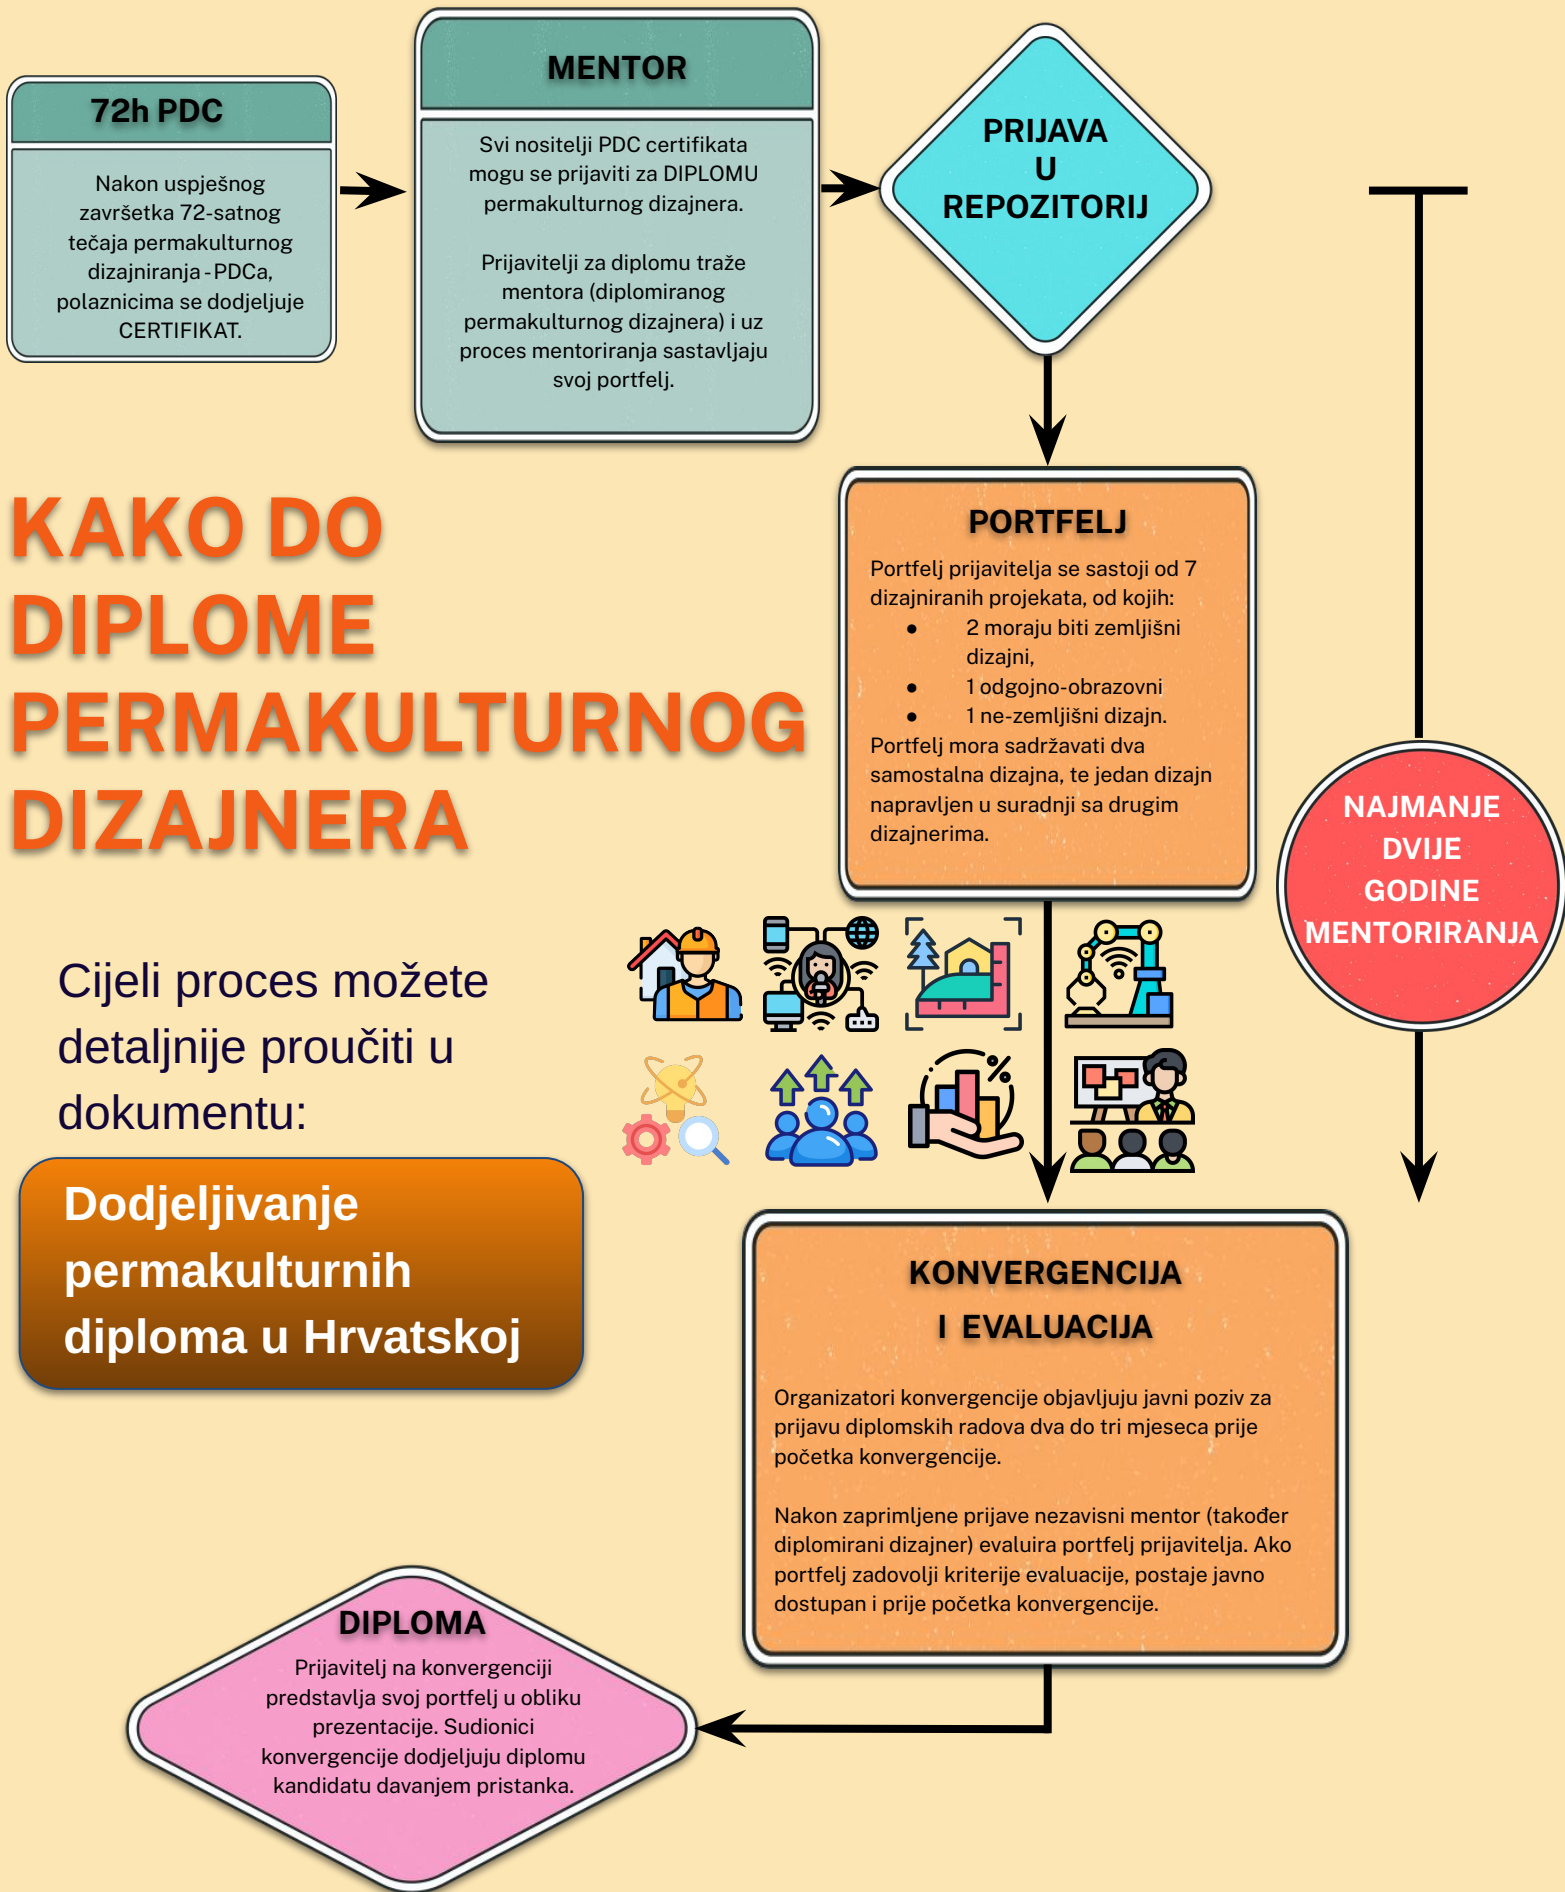 72h PDC
Nakon uspješnog
završetka 72-satnog
tečaja permakulturnog
dizajniranja - PDCa,
polaznicima se dodjeljuje
CERTIFIKAT.
MENTOR
Svi nositelji PDC certifikata
mogu se prijaviti za DIPLOMU
permakulturnog dizajnera.
Prijavitelji za diplomu traže
mentora (diplomiranog
permakulturnog dizajnera) i uz
proces mentoriranja sastavljaju
svoj portfelj.
PRIJAVA
U
REPOZITORIJ
KAKO DO
DIPLOME
PERMAKULTURNOG
DIZAJNERA
PORTFELJ
Portfelj prijavitelja se sastoji od 7
dizajniranih projekata, od kojih:
● 2 moraju biti zemljišni
dizajni,
● 1 odgojno-obrazovni
● 1 ne-zemljišni dizajn.
Portfelj mora sadržavati dva
samostalna dizajna, te jedan dizajn
napravljen u suradnji sa drugim
dizajnerima.
NAJMANJE
DVIJE
GODINE
MENTORIRANJA
Cijeli proces možete
detaljnije proučiti u
dokumentu:
Dodjeljivanje
permakulturnih
diploma u Hrvatskoj
%
KONVERGENCIJA
I EVALUACIJA
Organizatori konvergencije objavljuju javni poziv za
prijavu diplomskih radova dva do tri mjeseca prije
početka konvergencije.
Nakon zaprimljene prijave nezavisni mentor (također
diplomirani dizajner) evaluira portfelj prijavitelja. Ako
portfelj zadovolji kriterije evaluacije, postaje javno
dostupan i prije početka konvergencije.
DIPLOMA
Prijavitelj na konvergenciji
predstavlja svoj portfelj u obliku
prezentacije. Sudionici
konvergencije dodjeljuju diplomu
kandidatu davanjem pristanka.